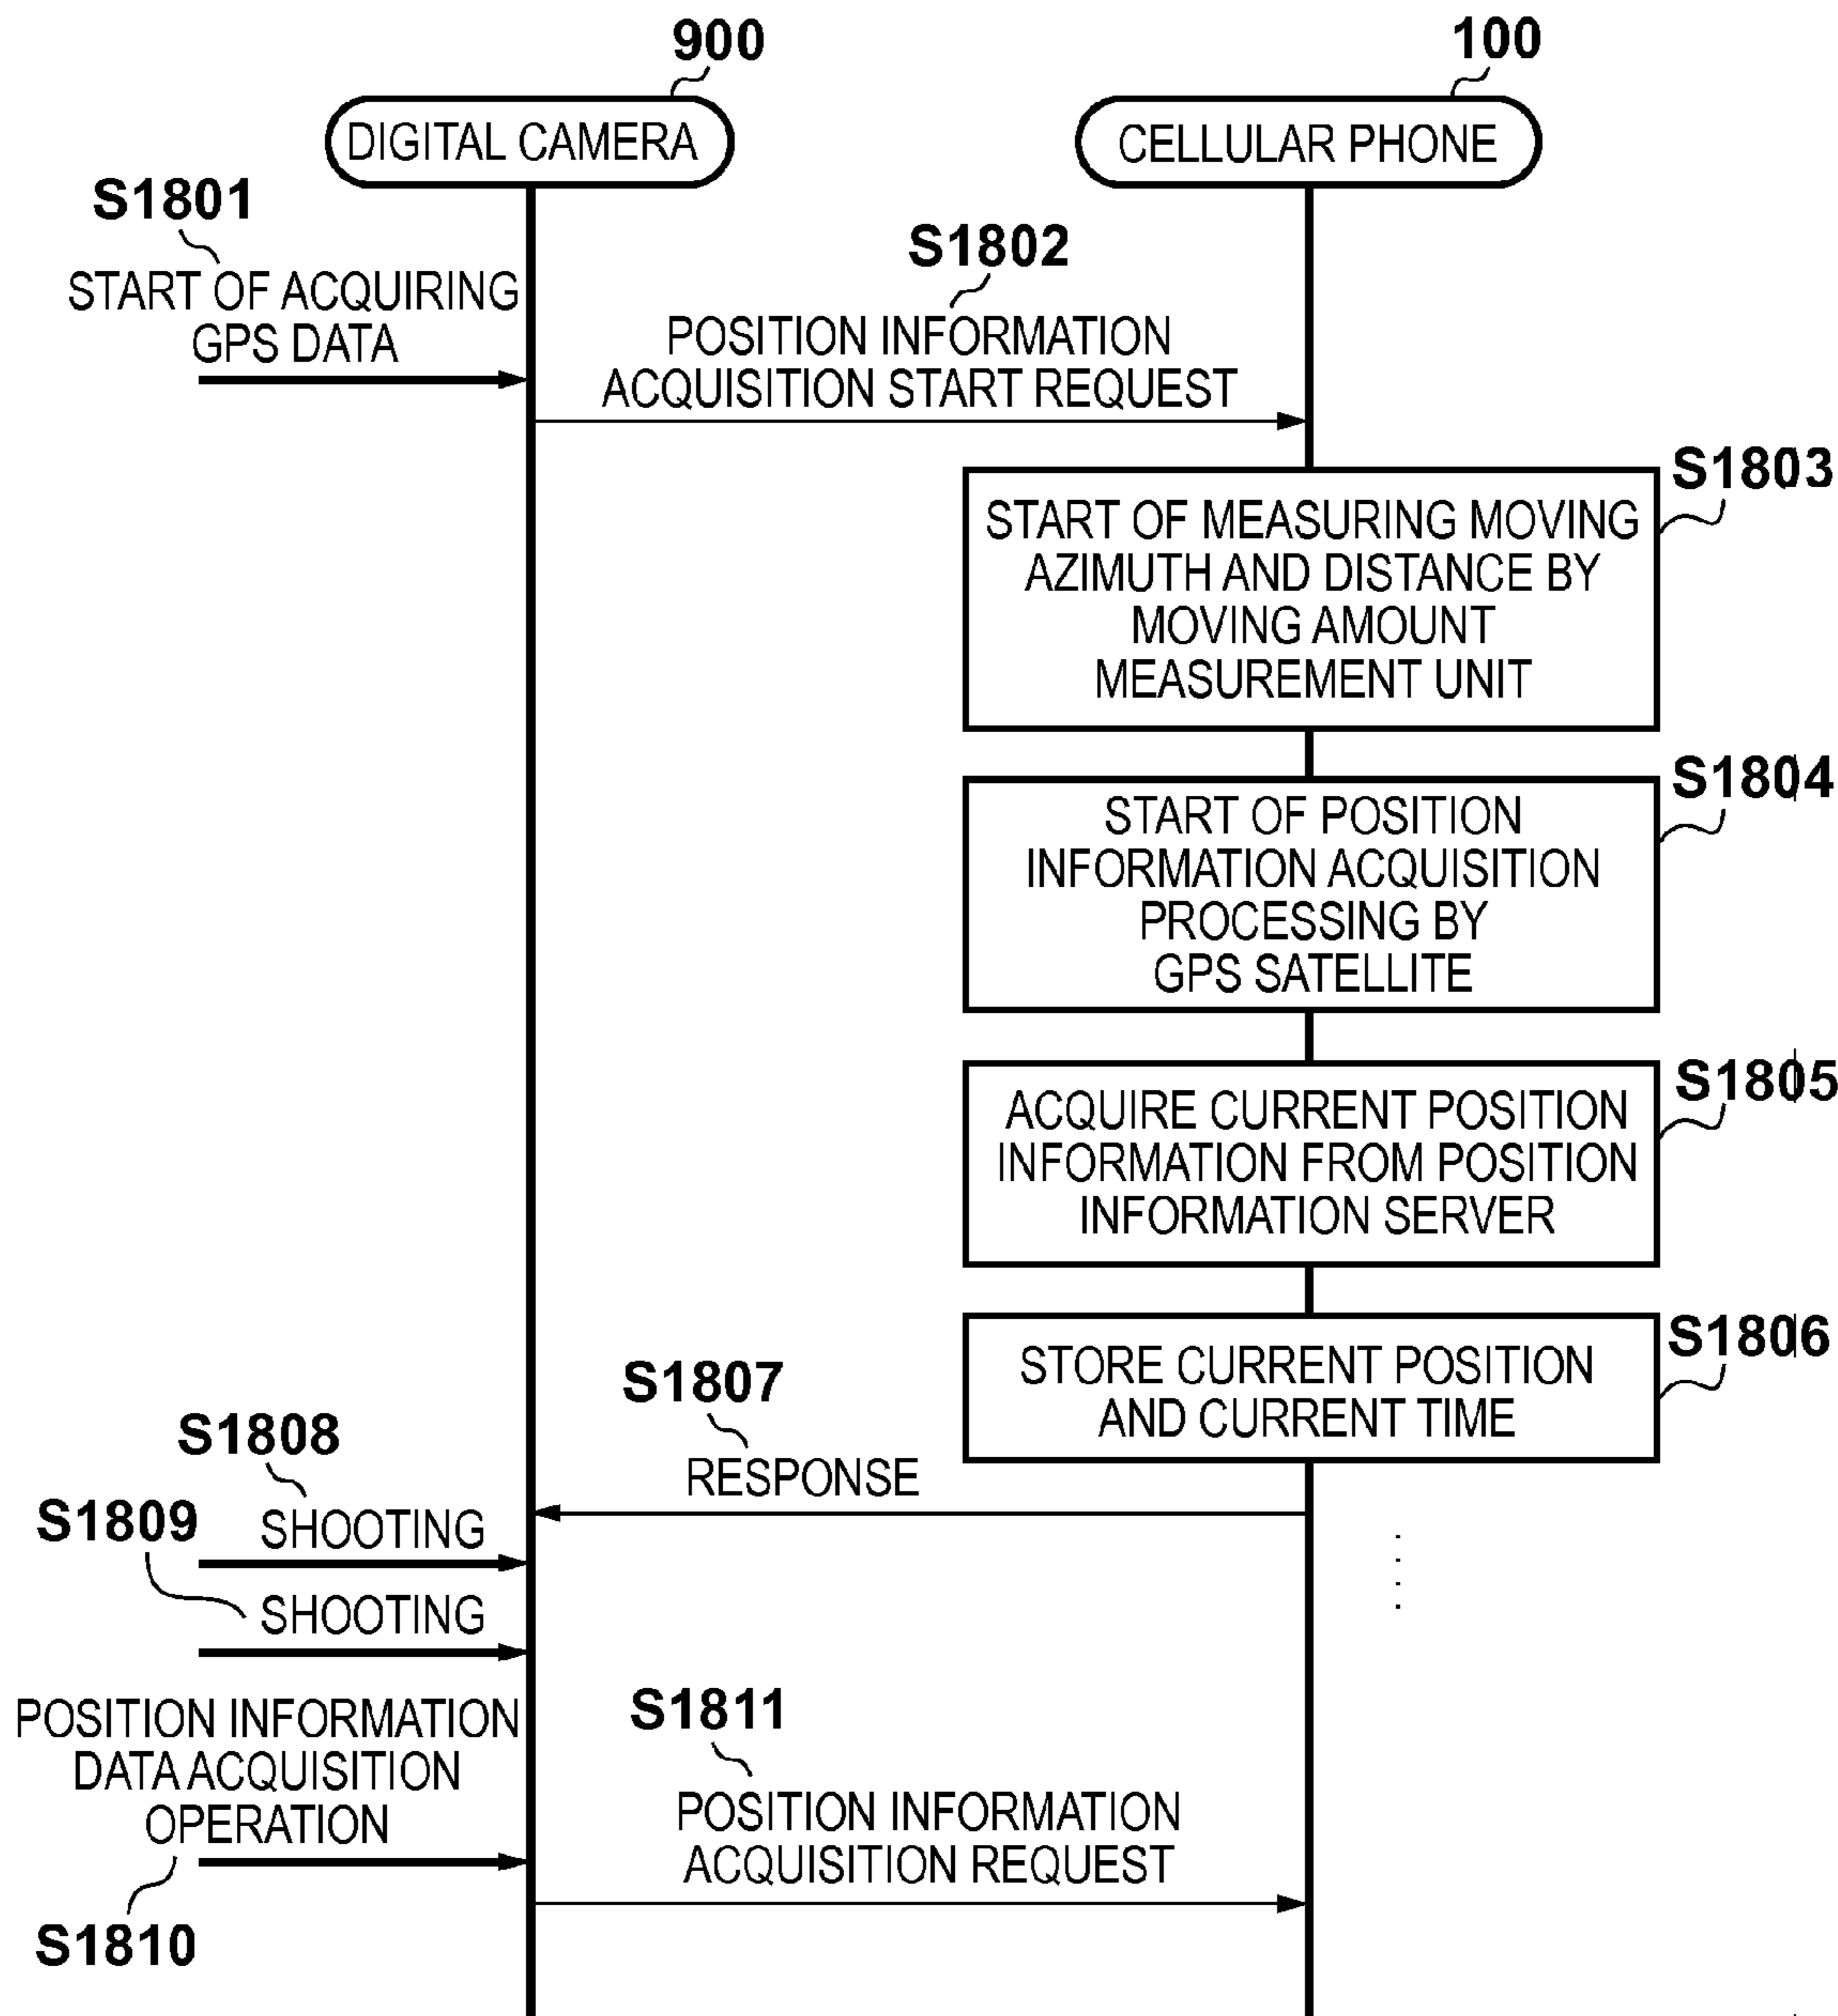 900
100
DIGITAL CAMERA
CELLULAR PHONE
S1801
START OF ACQUIRING
GPS DATA
S1802
POSITION INFORMATION
ACQUISITION START REQUEST
S1803
START OF MEASURING MOVING
AZIMUTH AND DISTANCE BY
MOVING AMOUNT
MEASUREMENT UNIT
S1804
START OF POSITION
INFORMATION ACQUISITION
PROCESSING BY
GPS SATELLITE
S1805
ACQUIRE CURRENT POSITION
INFORMATION FROM POSITION
INFORMATION SERVER
S1806
STORE CURRENT POSITION
AND CURRENT TIME
S1807
RESPONSE
S1808
SHOOTING
S1809
SHOOTING
POSITION INFORMATION
DATA ACQUISITION
OPERATION
S1810
S1811
POSITION INFORMATION
ACQUISITION REQUEST